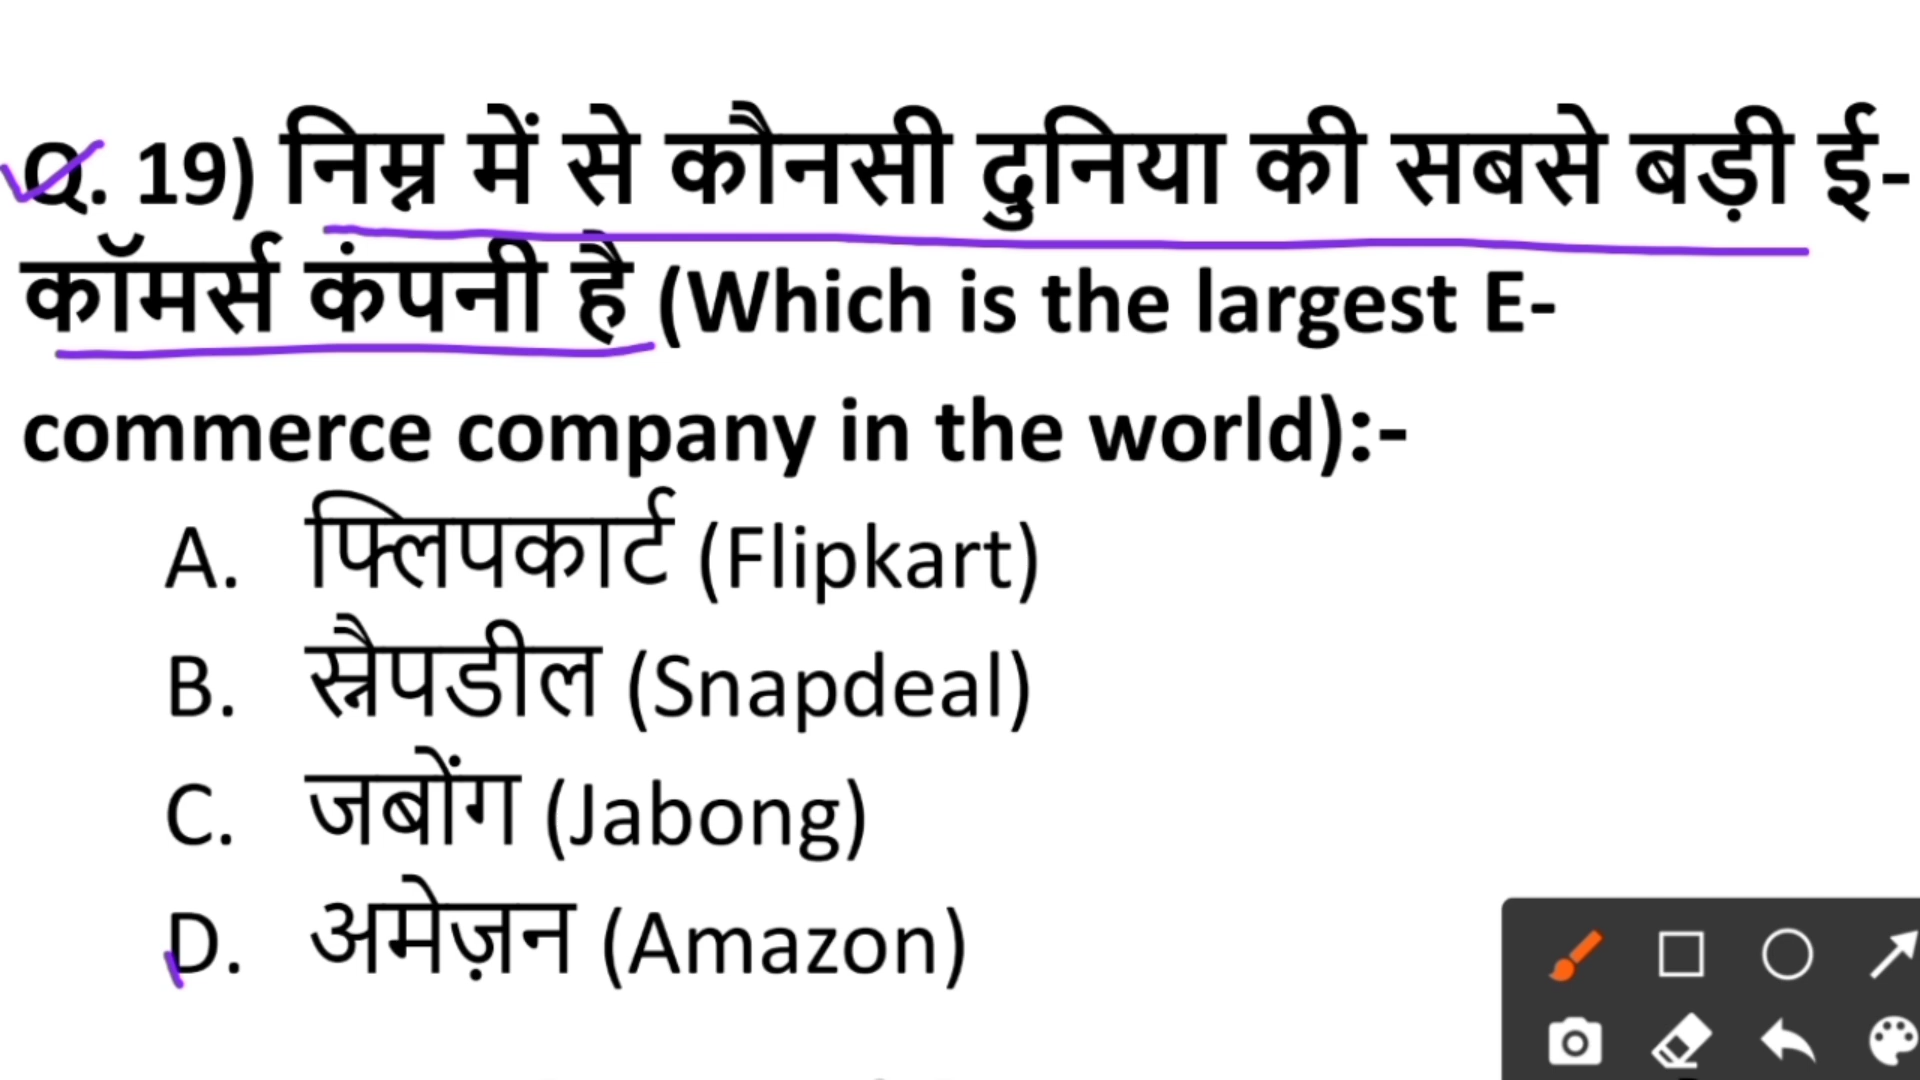 Q. 19) निम्न में से कौनसी दुनिया की सबसे बड़ी ई-
कॉमर्स कंपनी है (Which is the largest E-
commerce company in the world):-
A. फ्लिपकार्ट (Flipkart)
B. स्नैपडील (Snapdeal)
C. जबोंग (Jabong)
D. अमेज़न (Amazon)